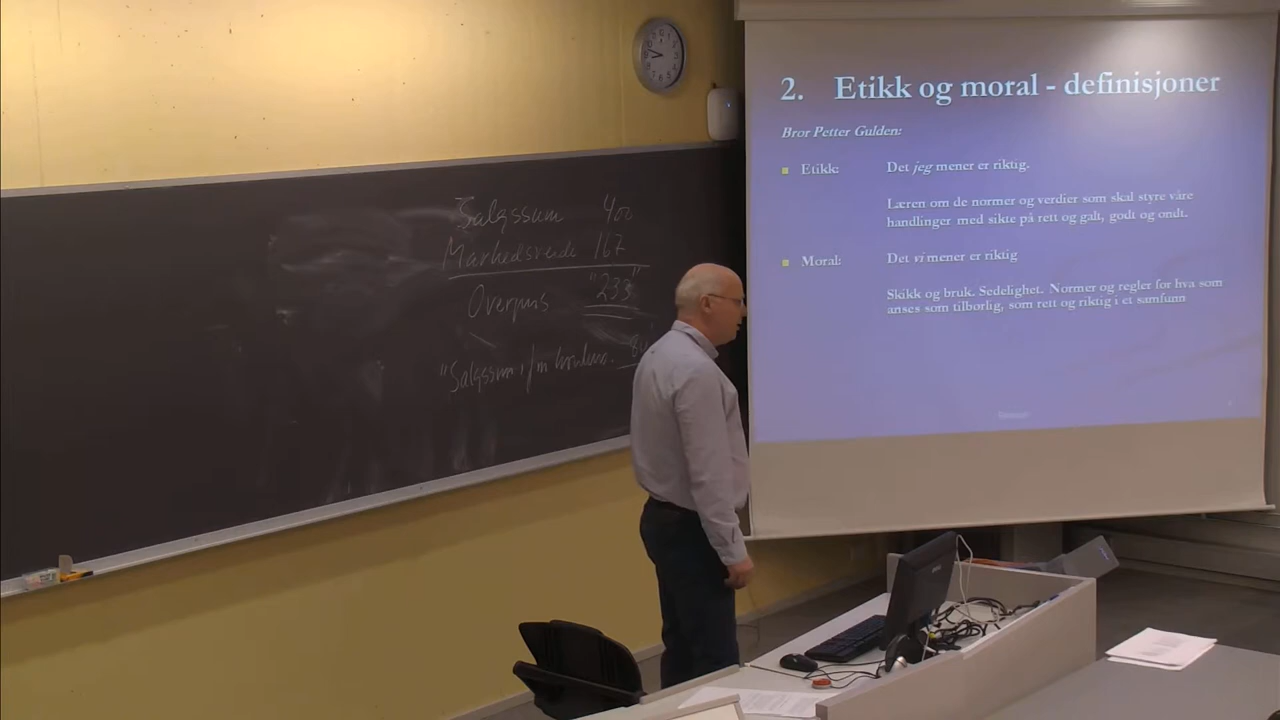 Salgssum 400
Markedsverdi 167
Overpris "233"
"Salgssum i/m
2. Etikk og moral - definisjoner
Bror Petter Gulden:
Etikk: Det jeg mener er riktig.
Læren om de normer og verdier som skal styre våre
handlinger med sikte på rett og galt, godt og ondt.
Moral: Det vi mener er riktig
Skikk og bruk. Sedelighet. Normer og regler for hva som
anses som tilbørlig, som rett og riktig i et samfunn